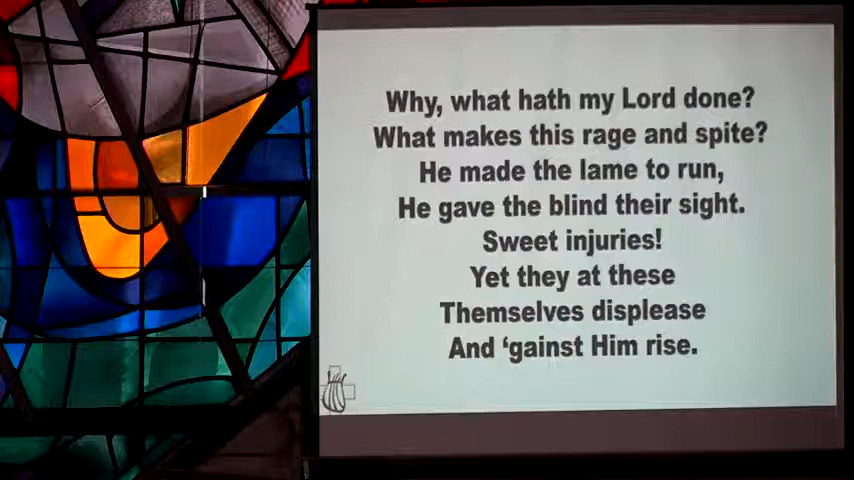 Why, what hath my Lord done?
What makes this rage and spite?
He made the lame to run,
He gave the blind their sight.
Sweet injuries!
Yet they at these
Themselves displease
And ‘gainst Him rise.